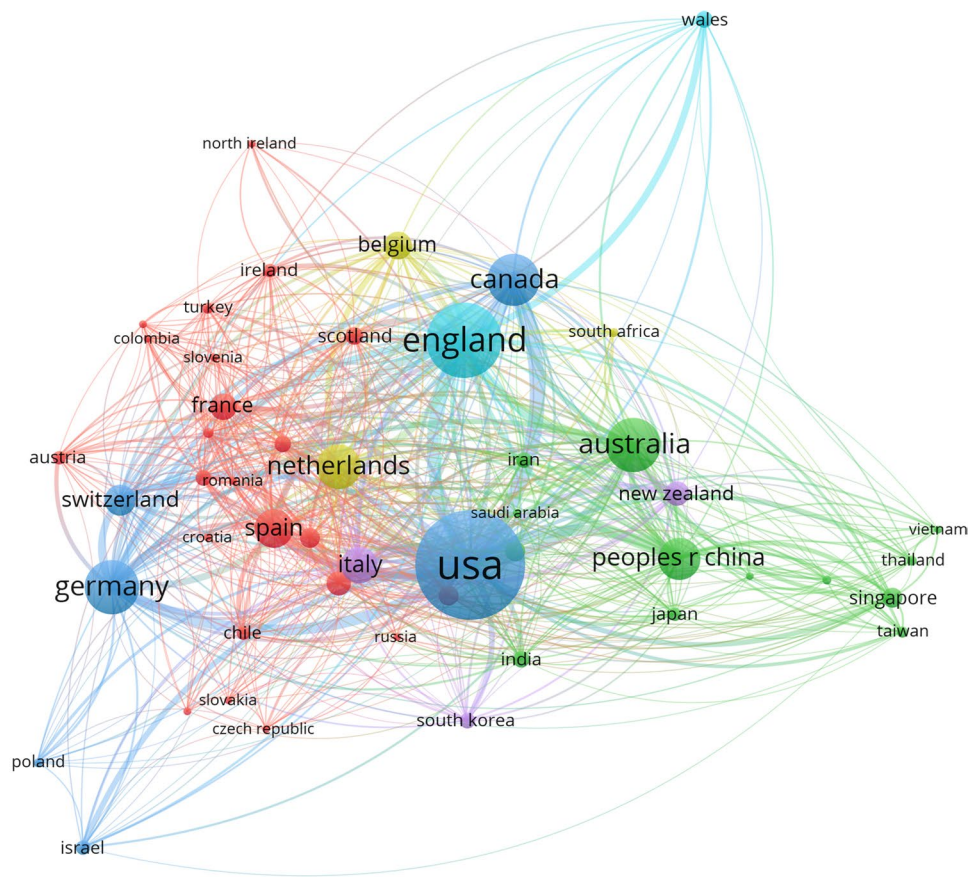 wales
north ireland
belgium
ireland
canada
turkey
colombia
scotland
england
south africa
slovenia
france
australia
austria
netherlands
iran
romania
switzerland
new zealand
saudi arabia
spain
croatia
vietnam
italy
usa
peoples r china
thailand
germany
singapore
japan
chile
russia
taiwan
india
slovakia
south korea
czech republic
poland
israel